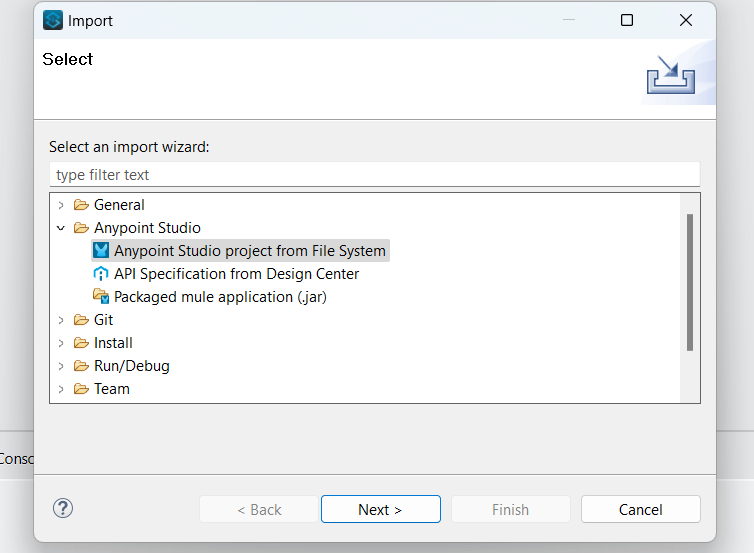 Import
Select
Select an import wizard:
type filter text
General
Anypoint Studio
Anypoint Studio project from File System
API Specification from Design Center
Packaged mule application (.jar)
Git
Install
Run/Debug
Team
Conso
?
< Back
Next >
Finish
Cancel